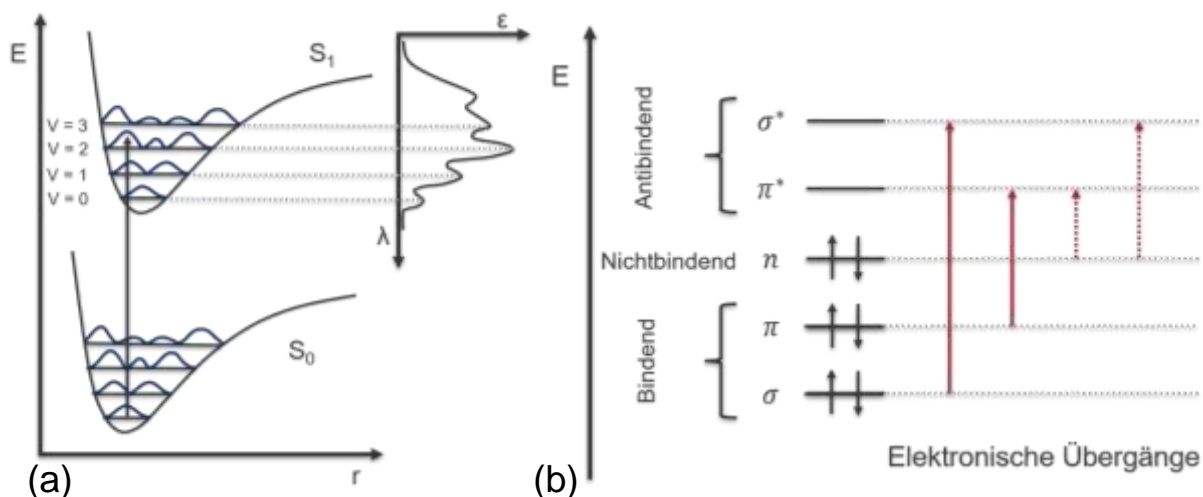 E
S₁
V = 3
V = 2
V = 1
V = 0
S₀
r
ε
λ
(a)
E
Antibindend
σ*
π*
Nichtbindend n
Bindend
π
σ
Elektronische Übergänge
(b)